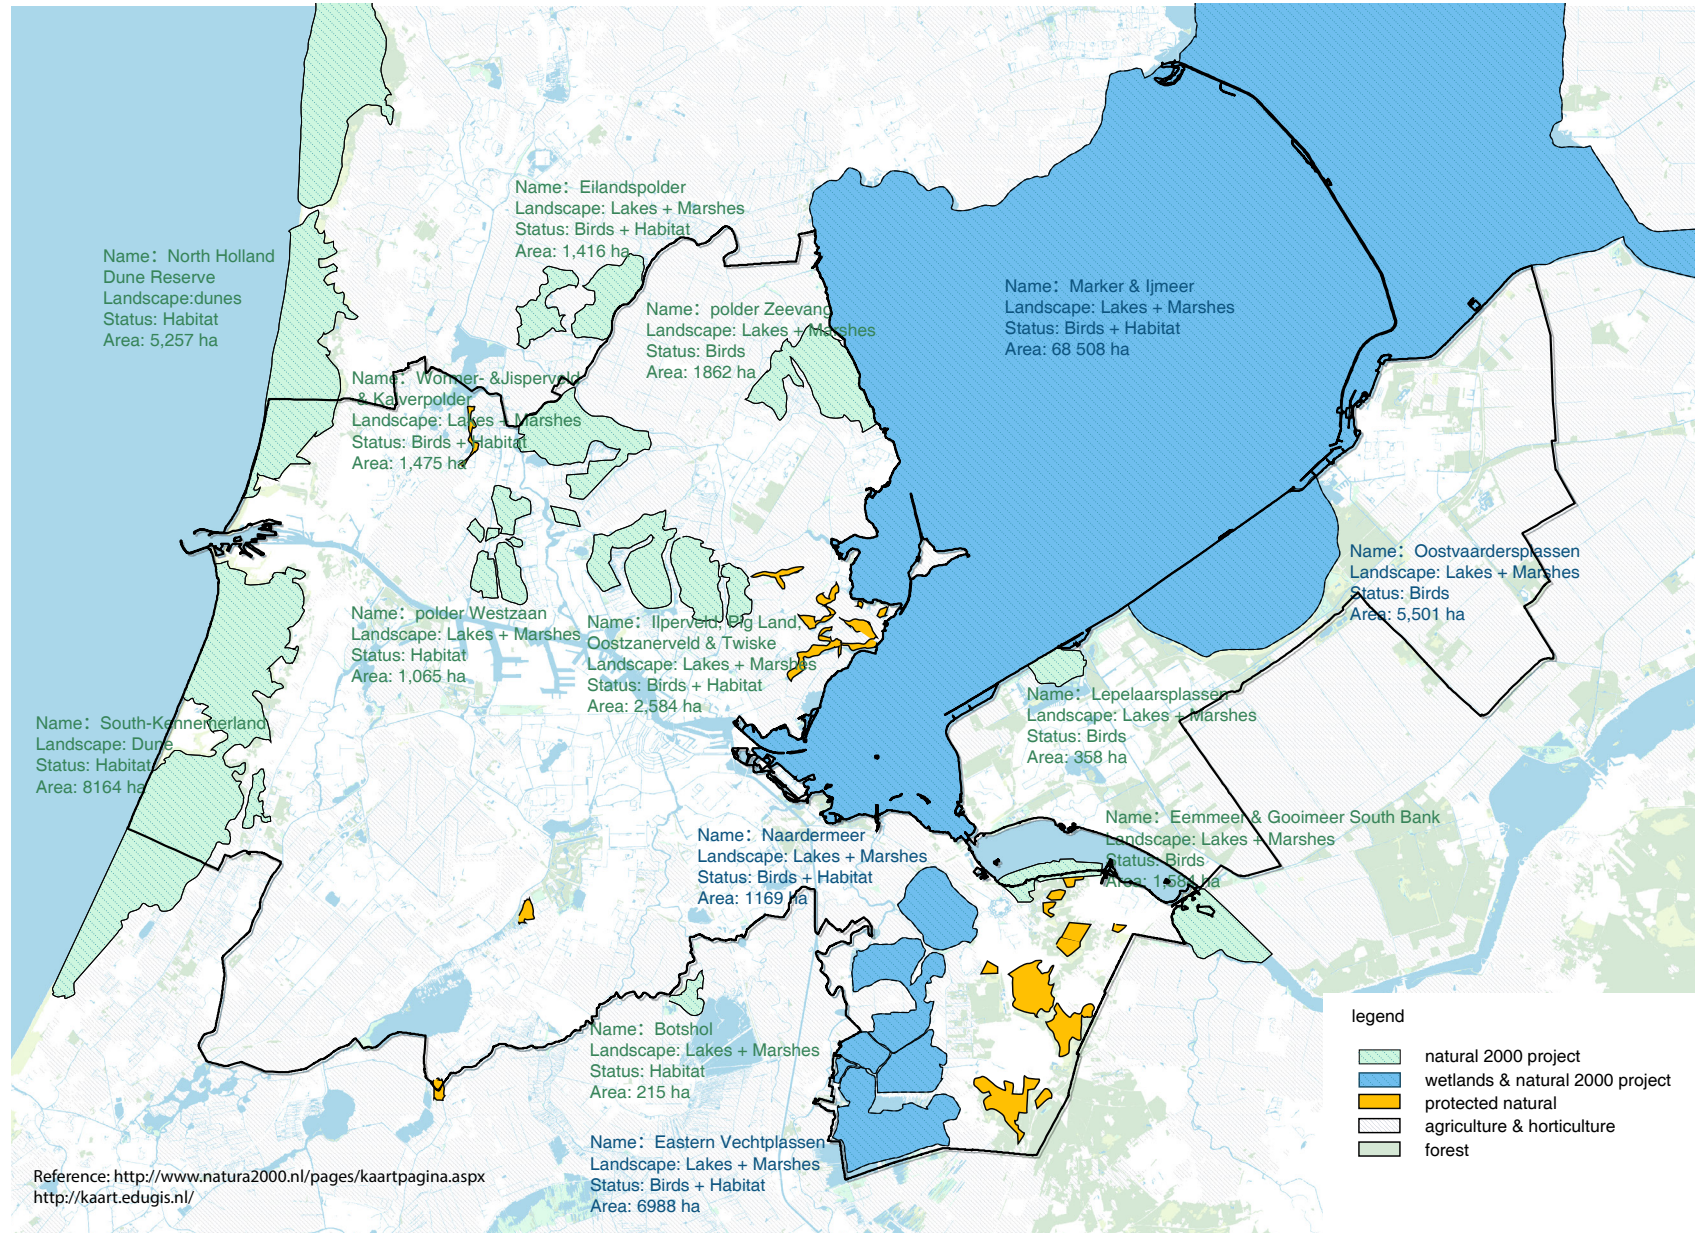 Name: Eilandspolder
Landscape: Lakes + Marshes
Status: Birds + Habitat
Area: 1,416 ha
Name: North Holland
Dune Reserve
Landscape:dunes
Status: Habitat
Area: 5,257 ha
Name: polder Zeevang
Landscape: Lakes + Marshes
Status: Birds
Area: 1862 ha
Name: Marker & Ijmeer
Landscape: Lakes + Marshes
Status: Birds + Habitat
Area: 68 508 ha
Name: Wormer- &Jisperveld
& Kalverpolder
Landscape: Lakes + Marshes
Status: Birds + Habitat
Area: 1,475 ha
Name: Oostvaardersplassen
Landscape: Lakes + Marshes
Status: Birds
Area: 5,501 ha
Name: polder Westzaan
Landscape: Lakes + Marshes
Status: Habitat
Area: 1,065 ha
Name: Ilperveld, Pig Land,
Oostzanerveld & Twiske
Landscape: Lakes + Marshes
Status: Birds + Habitat
Area: 2,584 ha
Name: Lepelaarsplassen
Landscape: Lakes + Marshes
Status: Birds
Area: 358 ha
Name: South-Kennemerland
Landscape: Dune
Status: Habitat
Area: 8164 ha
Name: Eemmeer & Gooimeer South Bank
Landscape: Lakes + Marshes
Status: Birds
Area: 1,584 ha
Name: Naardermeer
Landscape: Lakes + Marshes
Status: Birds + Habitat
Area: 1169 ha
Name: Botshol
Landscape: Lakes + Marshes
Status: Habitat
Area: 215 ha
Name: Eastern Vechtplassen
Landscape: Lakes + Marshes
Status: Birds + Habitat
Area: 6988 ha
legend
natural 2000 project
wetlands & natural 2000 project
protected natural
agriculture & horticulture
forest
Reference: http://www.natura2000.nl/pages/kaartpagina.aspx
http://kaart.edugis.nl/